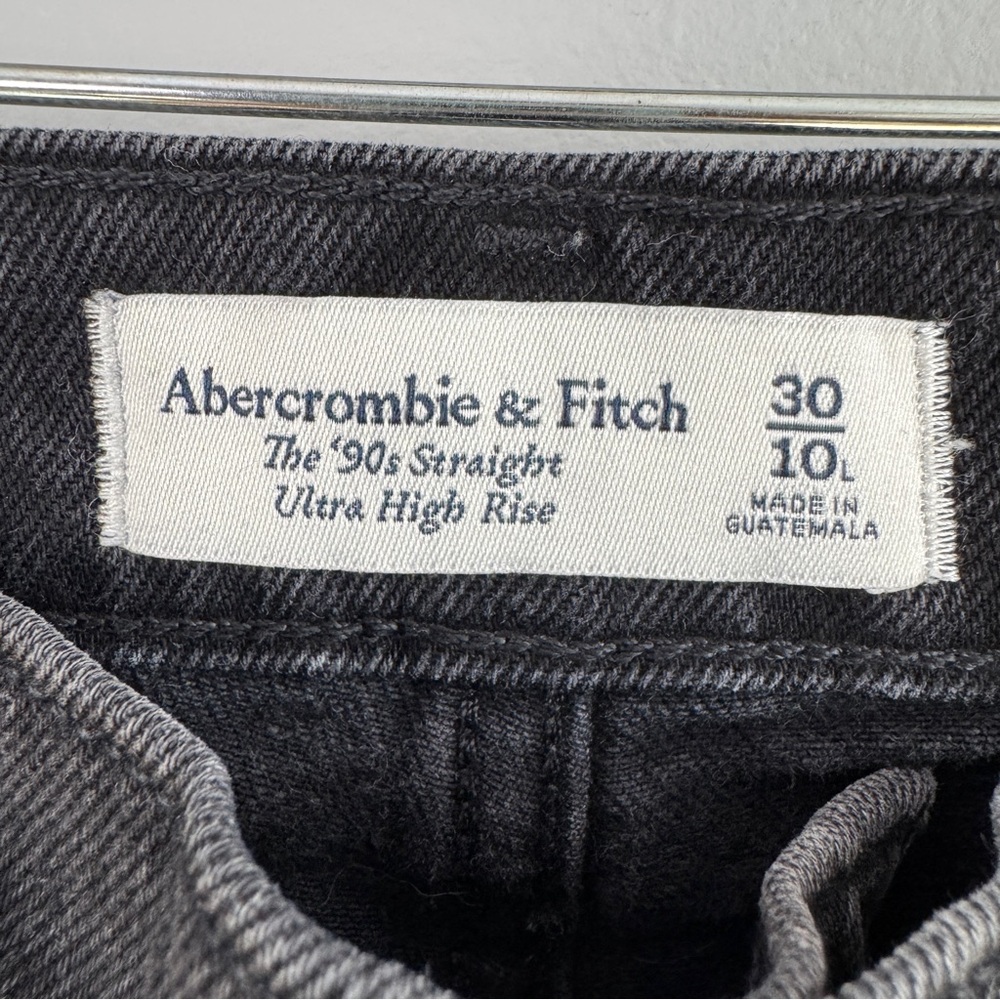 Abercrombie & Fitch
The '90s Straight
Ultra High Rise
30
10L
MADE IN
GUATEMALA